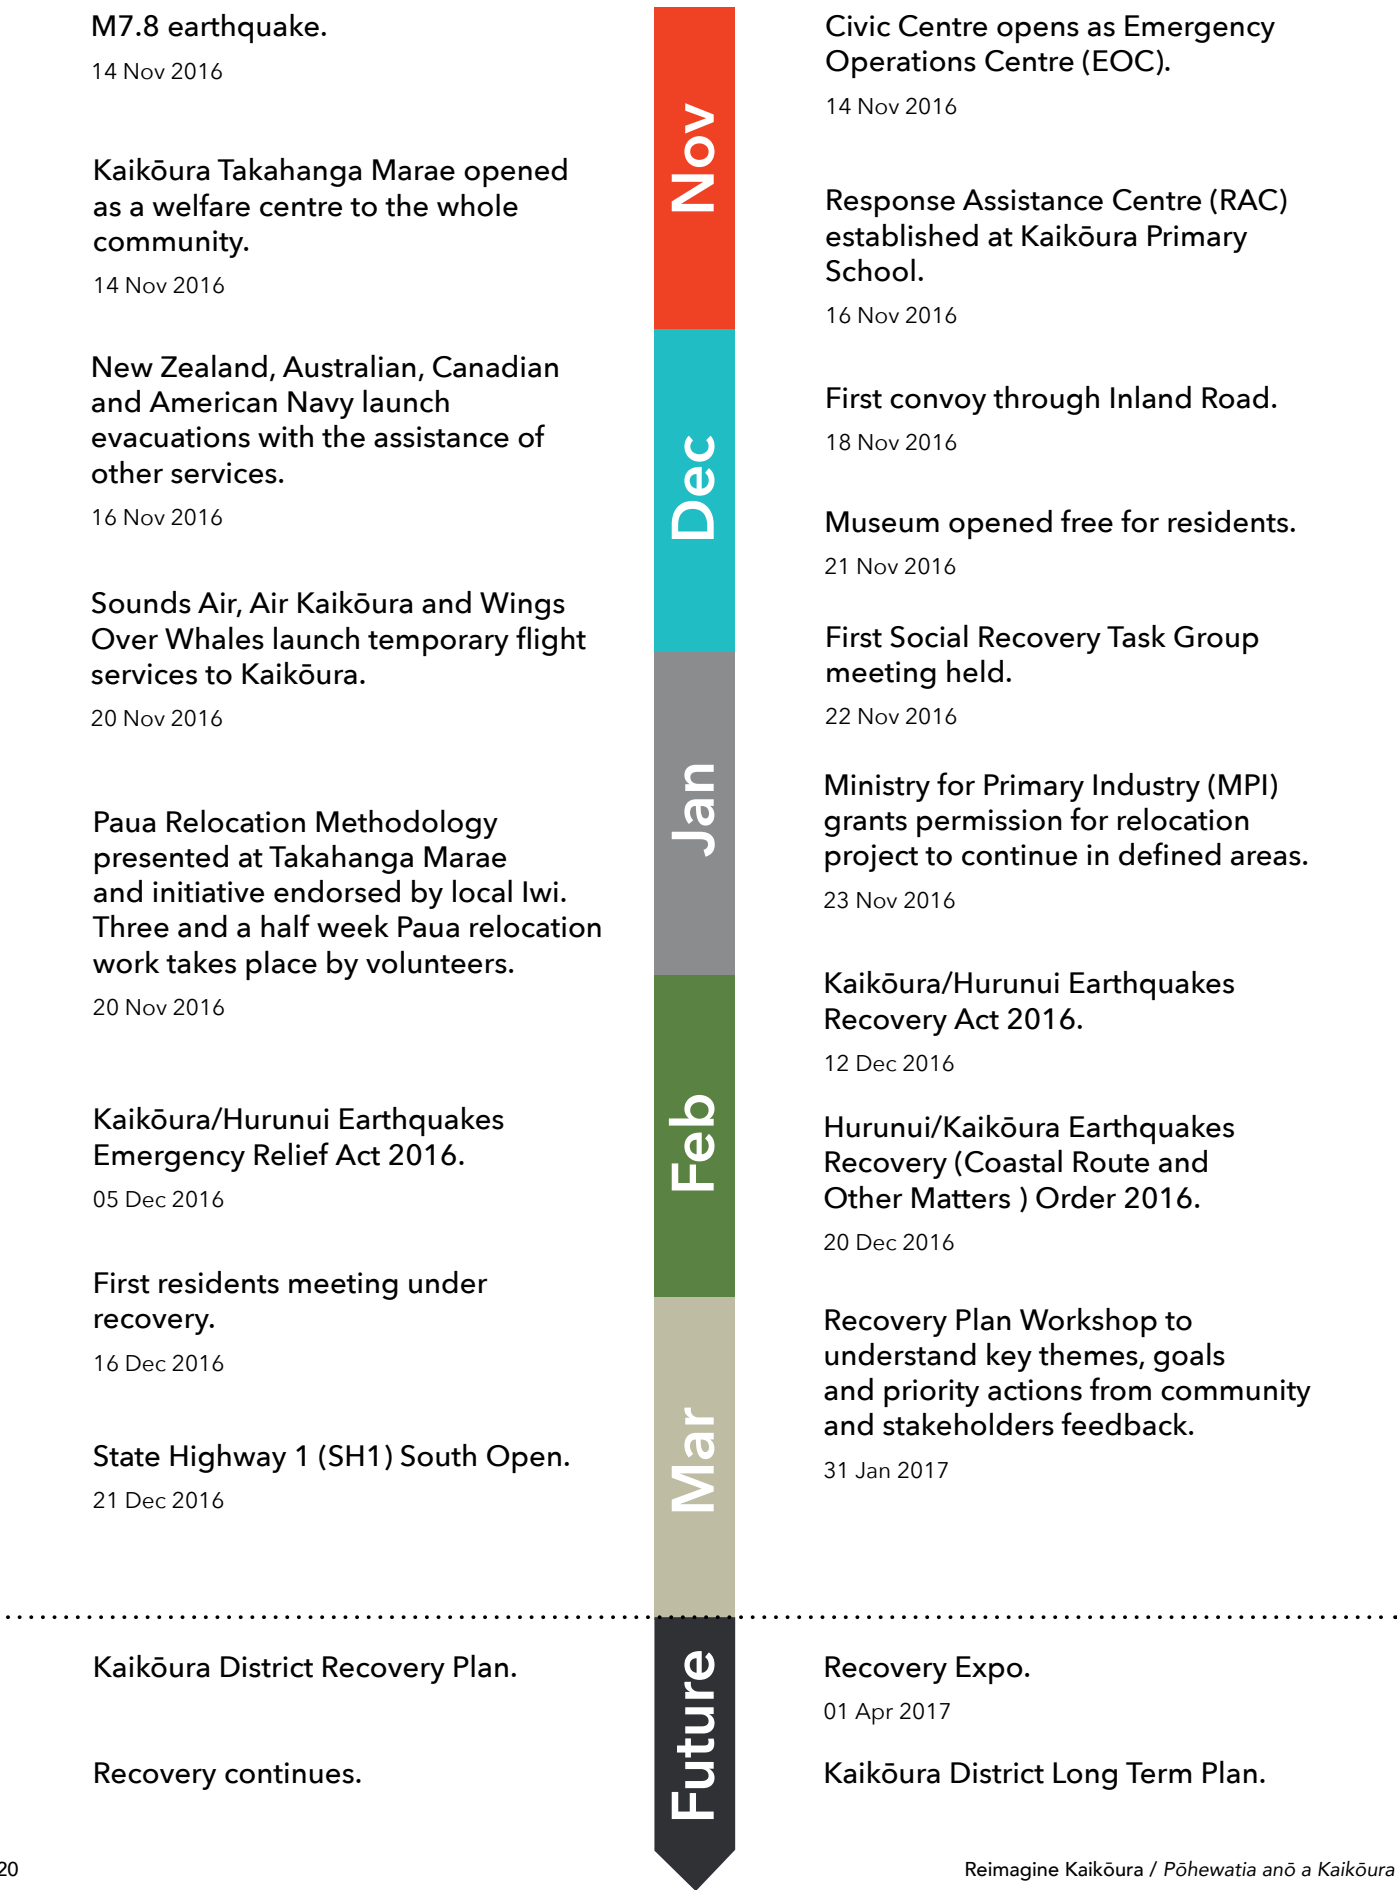 M7.8 earthquake.
14 Nov 2016
Kaikōura Takahanga Marae opened
as a welfare centre to the whole
community.
14 Nov 2016
New Zealand, Australian, Canadian
and American Navy launch
evacuations with the assistance of
other services.
16 Nov 2016
Sounds Air, Air Kaikōura and Wings
Over Whales launch temporary flight
services to Kaikōura.
20 Nov 2016
Paua Relocation Methodology
presented at Takahanga Marae
and initiative endorsed by local Iwi.
Three and a half week Paua relocation
work takes place by volunteers.
20 Nov 2016
Kaikōura/Hurunui Earthquakes
Emergency Relief Act 2016.
05 Dec 2016
First residents meeting under
recovery.
16 Dec 2016
State Highway 1 (SH1) South Open.
21 Dec 2016
Kaikōura District Recovery Plan.
Recovery continues.
Nov
Dec
Jan
Feb
Mar
Future
Civic Centre opens as Emergency
Operations Centre (EOC).
14 Nov 2016
Response Assistance Centre (RAC)
established at Kaikōura Primary
School.
16 Nov 2016
First convoy through Inland Road.
18 Nov 2016
Museum opened free for residents.
21 Nov 2016
First Social Recovery Task Group
meeting held.
22 Nov 2016
Ministry for Primary Industry (MPI)
grants permission for relocation
project to continue in defined areas.
23 Nov 2016
Kaikōura/Hurunui Earthquakes
Recovery Act 2016.
12 Dec 2016
Hurunui/Kaikōura Earthquakes
Recovery (Coastal Route and
Other Matters ) Order 2016.
20 Dec 2016
Recovery Plan Workshop to
understand key themes, goals
and priority actions from community
and stakeholders feedback.
31 Jan 2017
Recovery Expo.
01 Apr 2017
Kaikōura District Long Term Plan.
20
Reimagine Kaikōura / Pōhewatia anō a Kaikōura